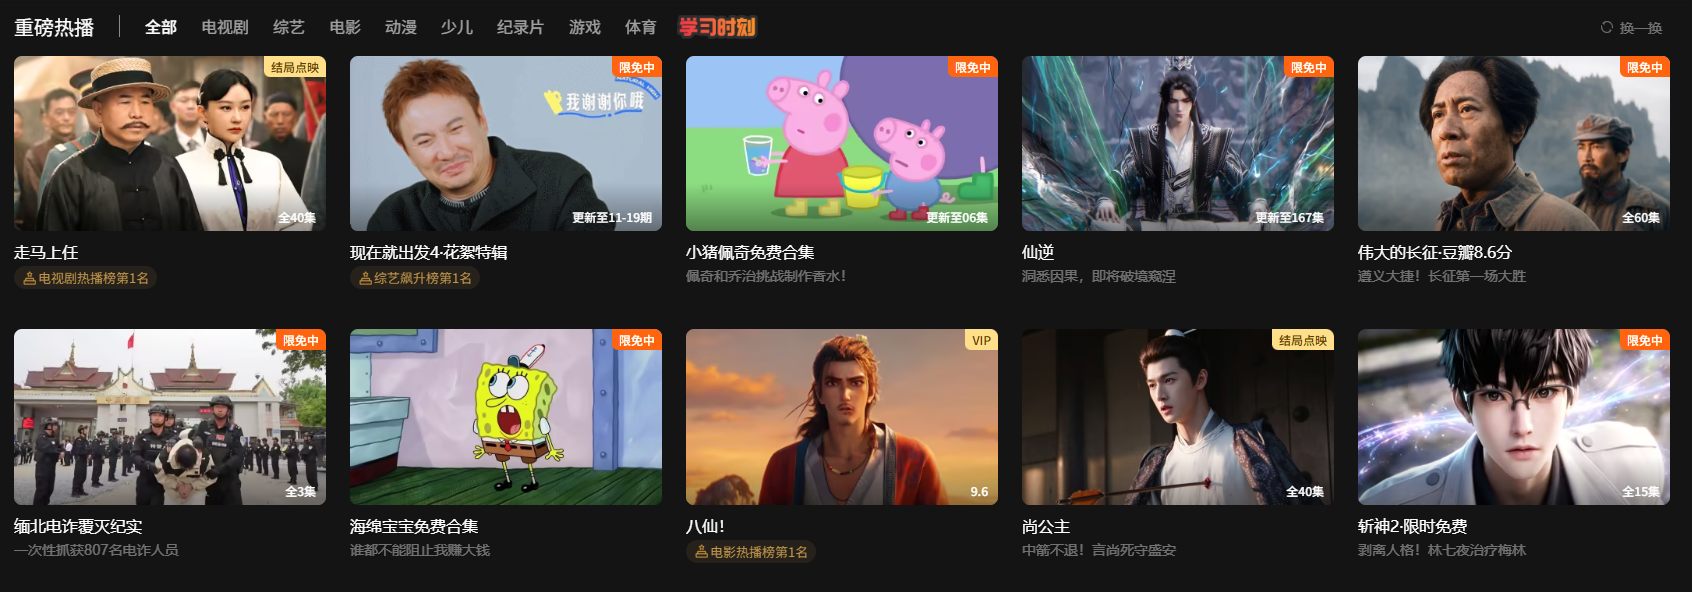 重磅热播 全部 电视剧 综艺 电影 动漫 少儿 纪录片 游戏 体育 学习时刻 换一换
结局点映
全40集
走马上任
电视剧热播榜第1名
限免中
我谢谢你哦
更新至11-19期
现在就出发4·花絮特辑
综艺飙升榜第1名
限免中
更新至06集
小猪佩奇免费合集
佩奇和乔治挑战制作香水！
限免中
更新至167集
仙逆
洞悉因果，即将破境窥涅
限免中
全60集
伟大的长征·豆瓣8.6分
遵义大捷！长征第一场大胜
限免中
全3集
缅北电诈覆灭纪实
一次性抓获807名电诈人员
限免中
海绵宝宝免费合集
谁都不能阻止我赚大钱
VIP
9.6
八仙！
电影热播榜第1名
结局点映
全40集
尚公主
中箭不退！言尚死守盛安
限免中
全15集
斩神2·限时免费
剥离人格！林七夜治疗梅林